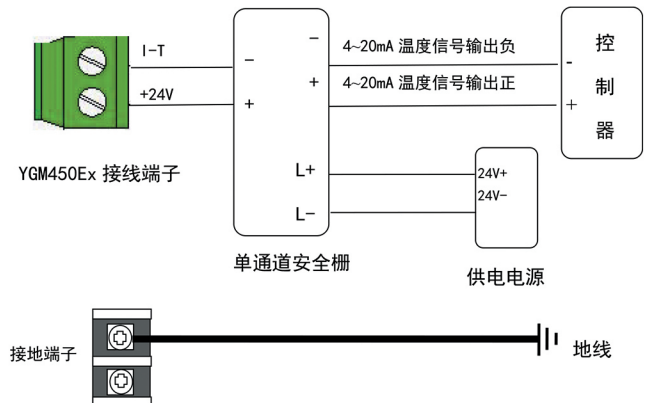 I-T
+24V
YGM450Ex 接线端子
−
+
−
+
L+
L−
单通道安全栅
4~20mA 温度信号输出负
4~20mA 温度信号输出正
-
+
控
制
器
24V+
24V−
供电电源
接地端子
地线